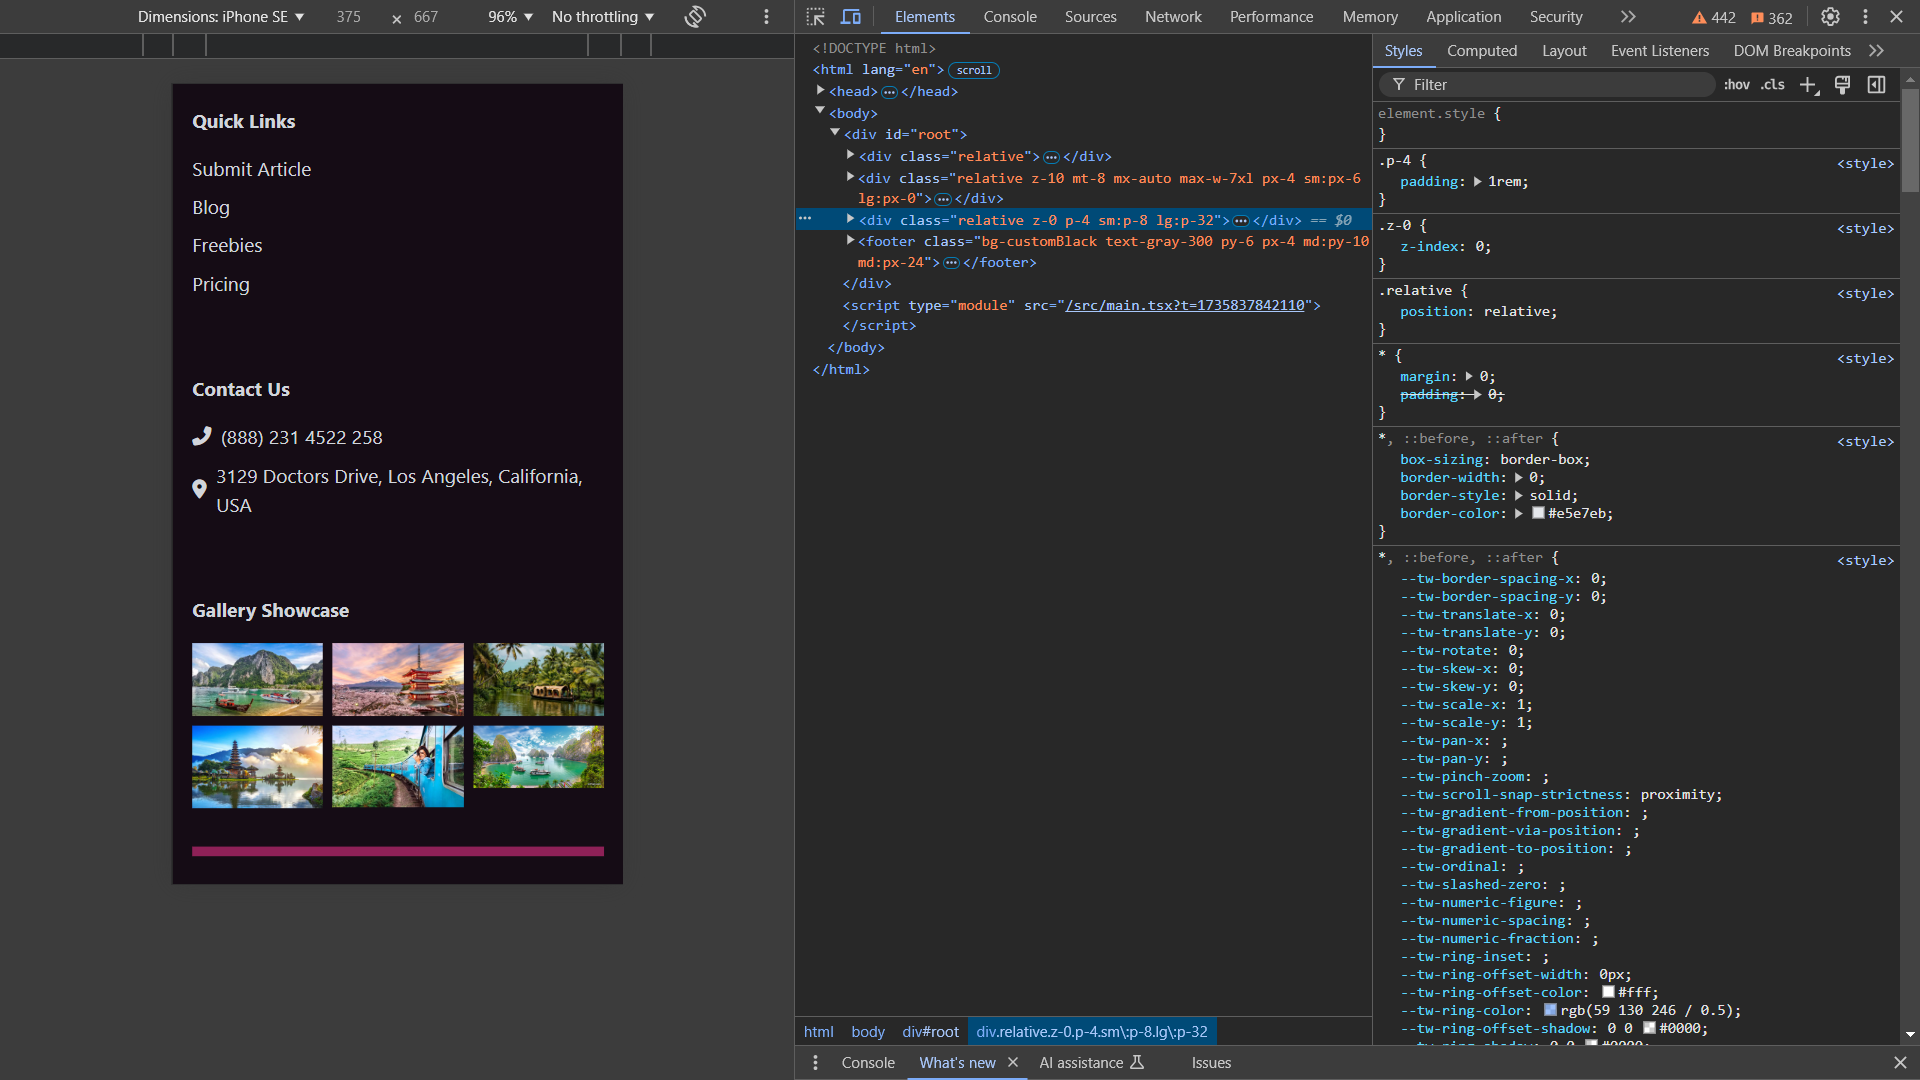 Dimensions: iPhone SE ▼ 375 × 667 96% ▼ No throttling ▼
Quick Links
Submit Article
Blog
Freebies
Pricing
Contact Us
(888) 231 4522 258
3129 Doctors Drive, Los Angeles, California,
USA
Gallery Showcase
Elements Console Sources Network Performance Memory Application Security 442 362
<!DOCTYPE html>
<html lang="en"> scroll
<head> ••• </head>
<body>
<div id="root">
<div class="relative"> ••• </div>
<div class="relative z-10 mt-8 mx-auto max-w-7xl px-4 sm:px-6
lg:px-0"> ••• </div>
<div class="relative z-0 p-4 sm:p-8 lg:p-32"> ••• </div> == $0
<footer class="bg-customBlack text-gray-300 py-6 px-4 md:py-10
md:px-24"> ••• </footer>
</div>
<script type="module" src="/src/main.tsx?t=1735837842110">
</script>
</body>
</html>
html body div#root div.relative.z-0.p-4.sm\:p-8.lg\:p-32
Styles Computed Layout Event Listeners DOM Breakpoints
Filter :hov .cls
element.style {
}
.p-4 { <style>
padding: 1rem;
}
.z-0 { <style>
z-index: 0;
}
.relative { <style>
position: relative;
}
* { <style>
margin: 0;
padding: 0;
}
*, ::before, ::after { <style>
box-sizing: border-box;
border-width: 0;
border-style: solid;
border-color: #e5e7eb;
}
*, ::before, ::after { <style>
--tw-border-spacing-x: 0;
--tw-border-spacing-y: 0;
--tw-translate-x: 0;
--tw-translate-y: 0;
--tw-rotate: 0;
--tw-skew-x: 0;
--tw-skew-y: 0;
--tw-scale-x: 1;
--tw-scale-y: 1;
--tw-pan-x: ;
--tw-pan-y: ;
--tw-pinch-zoom: ;
--tw-scroll-snap-strictness: proximity;
--tw-gradient-from-position: ;
--tw-gradient-via-position: ;
--tw-gradient-to-position: ;
--tw-ordinal: ;
--tw-slashed-zero: ;
--tw-numeric-figure: ;
--tw-numeric-spacing: ;
--tw-numeric-fraction: ;
--tw-ring-inset: ;
--tw-ring-offset-width: 0px;
--tw-ring-offset-color: #fff;
--tw-ring-color: rgb(59 130 246 / 0.5);
--tw-ring-offset-shadow: 0 0 #0000;
Console What's new AI assistance Issues